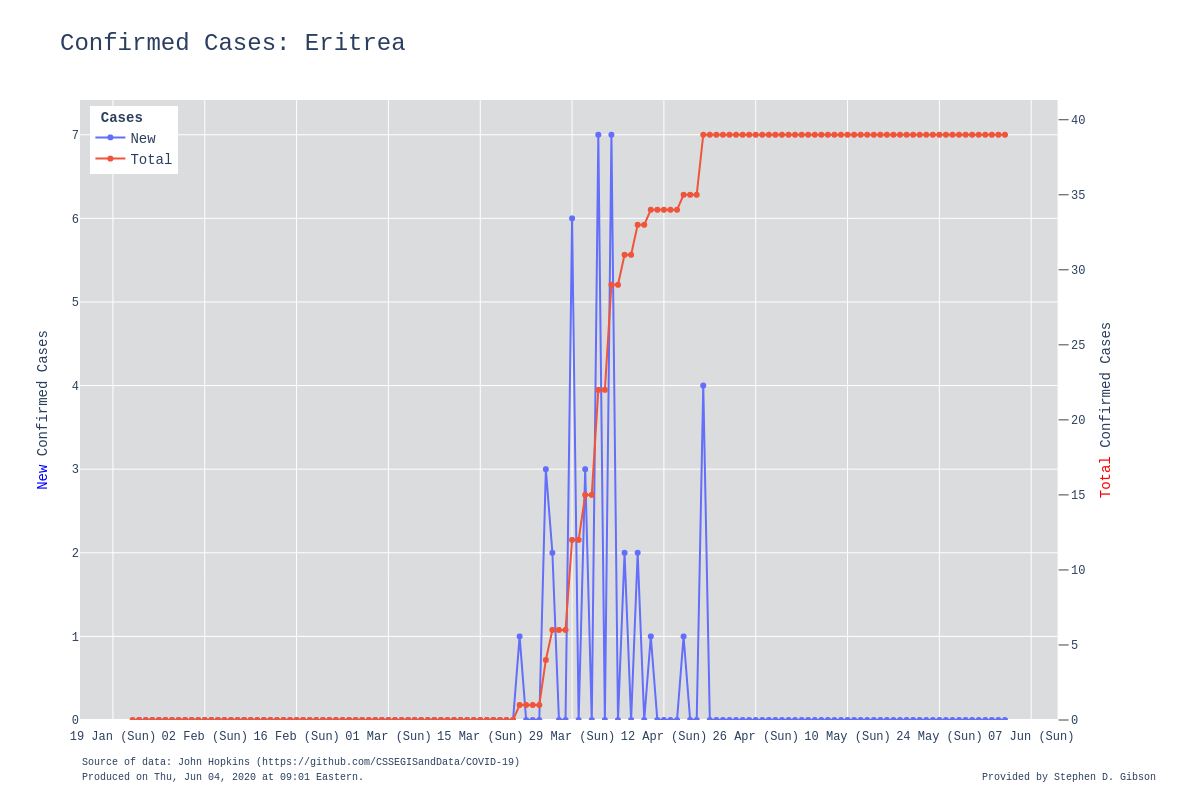 Confirmed Cases: Eritrea
Cases
New
Total
7
6
5
4
3
2
1
0
40
35
30
25
20
15
10
5
0
New Confirmed Cases
Total Confirmed Cases
19 Jan (Sun) 02 Feb (Sun) 16 Feb (Sun) 01 Mar (Sun) 15 Mar (Sun) 29 Mar (Sun) 12 Apr (Sun) 26 Apr (Sun) 10 May (Sun) 24 May (Sun) 07 Jun (Sun)
Source of data: John Hopkins (https://github.com/CSSEGISandData/COVID-19)
Produced on Thu, Jun 04, 2020 at 09:01 Eastern.
Provided by Stephen D. Gibson